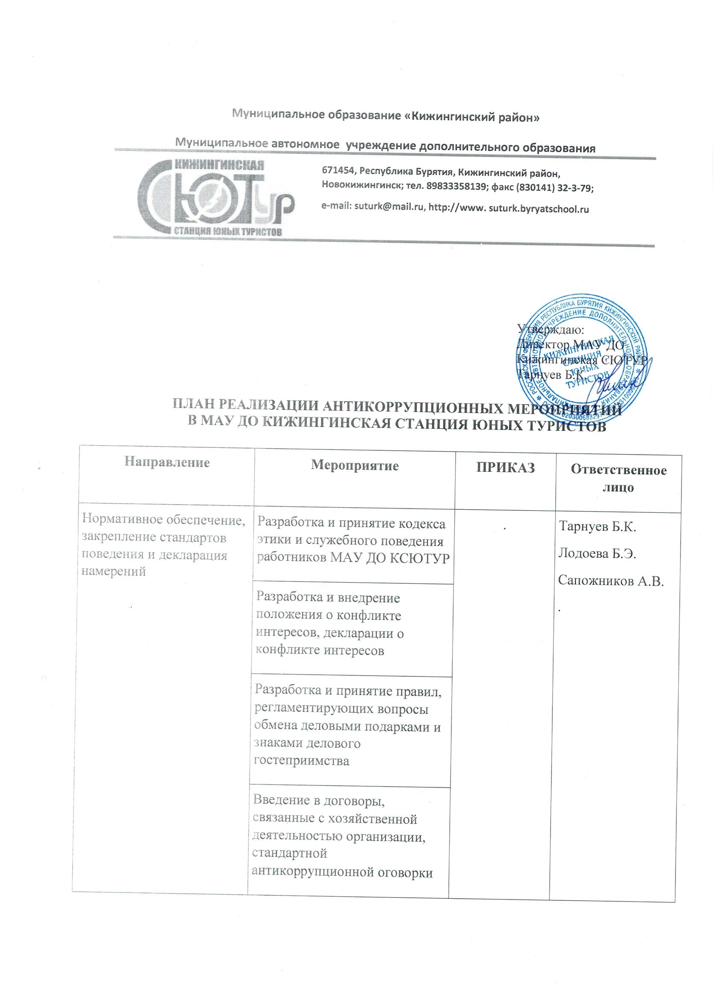 Муниципальное образование «Кижингинский район»
Муниципальное автономное учреждение дополнительного образования
КИЖИНГИНСКАЯ
СЮТур
СТАНЦИЯ ЮНЫХ ТУРИСТОВ
671454, Республика Бурятия, Кижингинский район,
Новокижингинск; тел. 89833358139; факс (830141) 32-3-79;
e-mail: suturk@mail.ru, http://www. suturk.byryatschool.ru
Утверждаю:
Директор МАУ ДО
Кижингинская СЮТУР
Тарнуев Б.К.
РОССИЙСКАЯ ФЕДЕРАЦИЯ РЕСПУБЛИКА БУРЯТИЯ КИЖИНГИНСКИЙ РАЙОН
МУНИЦИПАЛЬНОЕ АВТОНОМНОЕ УЧРЕЖДЕНИЕ ДОПОЛНИТЕЛЬНОГО ОБРАЗОВАНИЯ
КИЖИНГИНСКАЯ
СТАНЦИЯ
ЮНЫХ
ТУРИСТОВ
ПЛАН РЕАЛИЗАЦИИ АНТИКОРРУПЦИОННЫХ МЕРОПРИЯТИЙ
В МАУ ДО КИЖИНГИНСКАЯ СТАНЦИЯ ЮНЫХ ТУРИСТОВ
Направление
Мероприятие
ПРИКАЗ
Ответственное
лицо
Нормативное обеспечение,
закрепление стандартов
поведения и декларация
намерений
Разработка и принятие кодекса
этики и служебного поведения
работников МАУ ДО КСЮТУР
.
Тарнуев Б.К.
Лодоева Б.Э.
Сапожников А.В.
.
Разработка и внедрение
положения о конфликте
интересов, декларации о
конфликте интересов
Разработка и принятие правил,
регламентирующих вопросы
обмена деловыми подарками и
знаками делового
гостеприимства
Введение в договоры,
связанные с хозяйственной
деятельностью организации,
стандартной
антикоррупционной оговорки